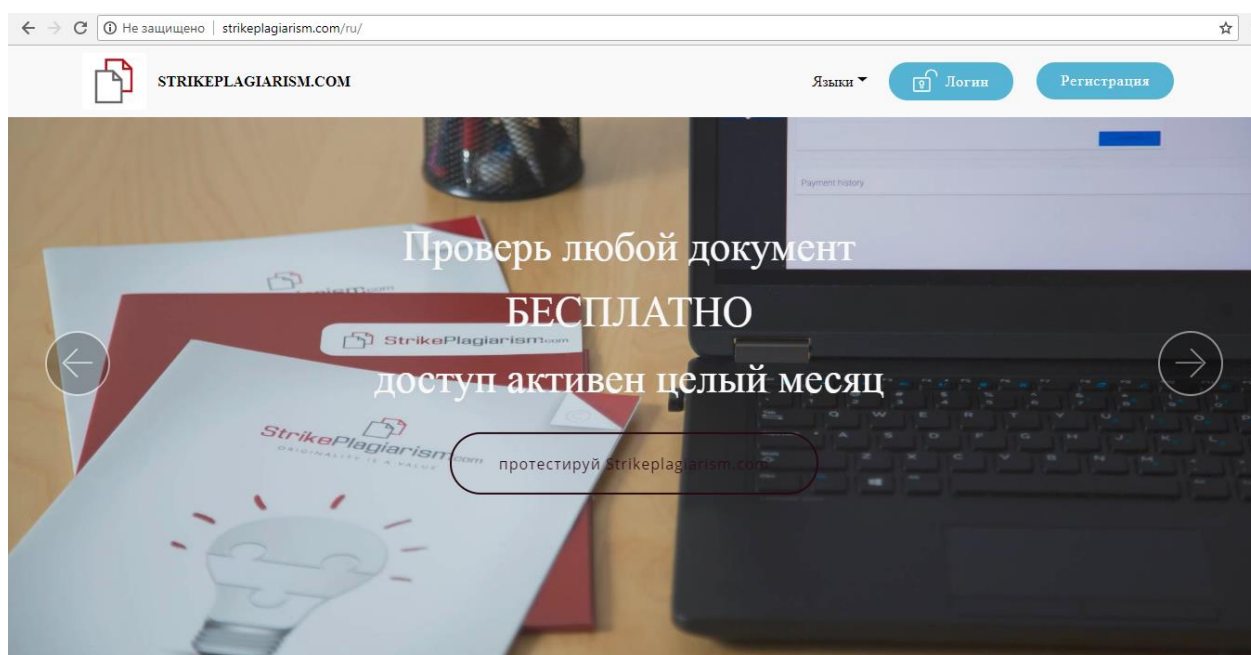 Не защищено | strikeplagiarism.com/ru/
STRIKEPLAGIARISM.COM
Языки
Логин
Регистрация
Payment history
Проверь любой документ
БЕСПЛАТНО
StrikePlagiarism.com
доступ активен целый месяц
StrikePlagiarism.com
ORIGINALITY IS A VALUE
протестируй Strikeplagiarism.com